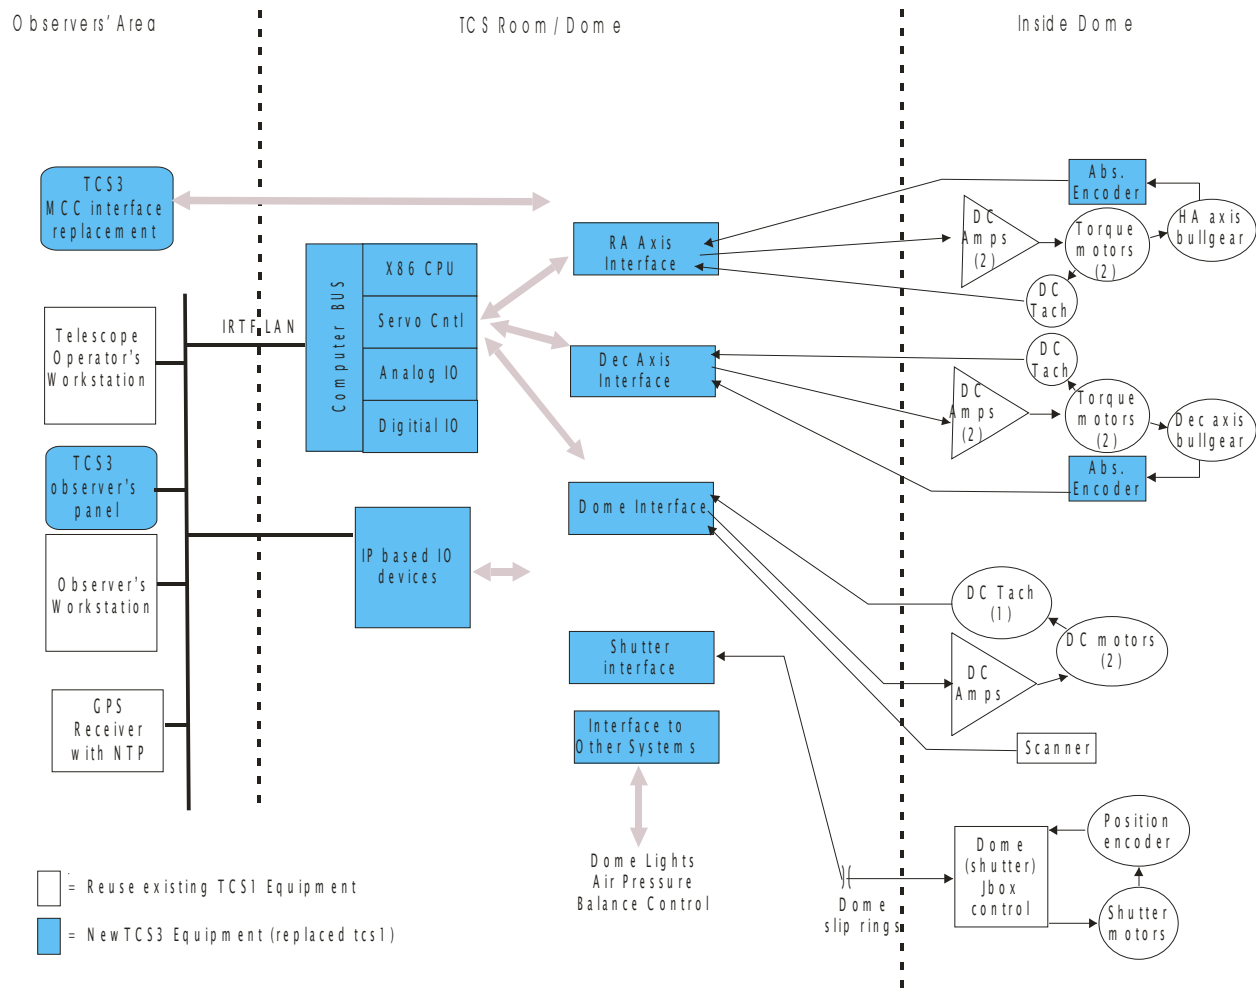 Observers' Area
TCS Room / Dome
Inside Dome
TCS3
MCC interface
replacement
Telescope
Operator's
Workstation
TCS3
observer's
panel
Observer's
Workstation
GPS
Receiver
with NTP
IRTF LAN
Computer BUS
X86 CPU
Servo Cntl
Analog IO
Digitial IO
IP based IO
devices
RA Axis
Interface
Dec Axis
Interface
Dome Interface
Shutter
interface
Interface to
Other Systems
Dome Lights
Air Pressure
Balance Control
Abs.
Encoder
DC
Amps
(2)
Torque
motors
(2)
HA axis
bullgear
DC
Tach
DC
Tach
DC
Amps
(2)
Torque
motors
(2)
Dec axis
bullgear
Abs.
Encoder
DC Tach
(1)
DC motors
(2)
DC
Amps
Scanner
Dome
slip rings
Dome
(shutter)
Jbox
control
Position
encoder
Shutter
motors
= Reuse existing TCS1 Equipment
= New TCS3 Equipment (replaced tcs1)